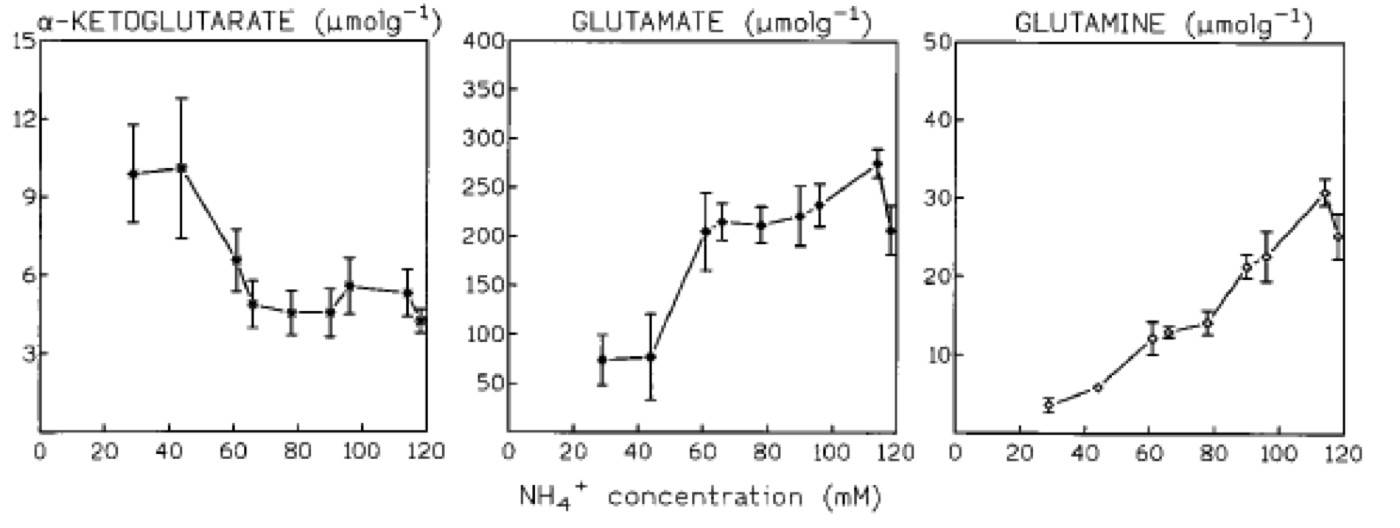 α-KETOGLUTARATE (μmolg⁻¹)
15
12
9
6
3
0 20 40 60 80 100 120
GLUTAMATE (μmolg⁻¹)
400
350
300
250
200
150
100
50
0 20 40 60 80 100 120
GLUTAMINE (μmolg⁻¹)
50
40
30
20
10
0 20 40 60 80 100 120
NH₄⁺ concentration (mM)